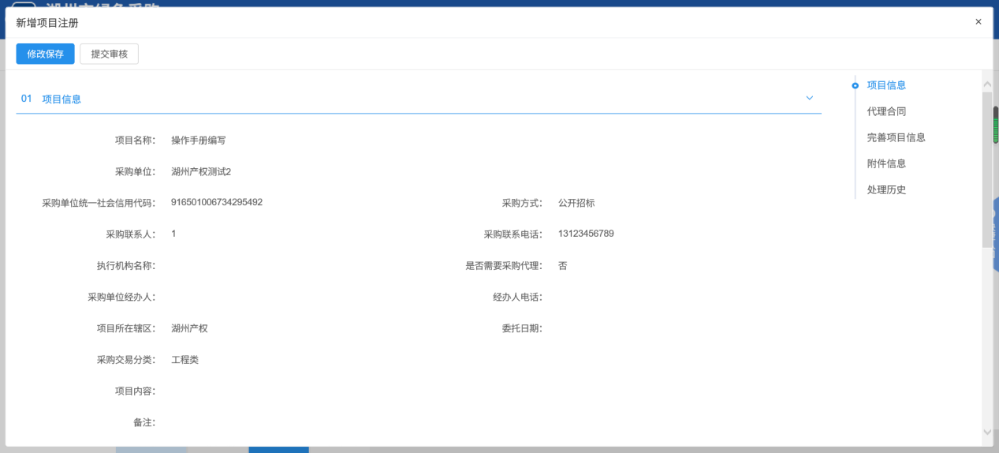 新增项目注册
×
修改保存 提交审核
01 项目信息
项目名称： 操作手册编写
采购单位： 湖州产权测试2
采购单位统一社会信用代码： 916501006734295492 采购方式： 公开招标
采购联系人： 1 采购联系电话： 13123456789
执行机构名称： 是否需要采购代理： 否
采购单位经办人： 经办人电话：
项目所在辖区： 湖州产权 委托日期：
采购交易分类： 工程类
项目内容：
备注：
项目信息
代理合同
完善项目信息
附件信息
处理历史